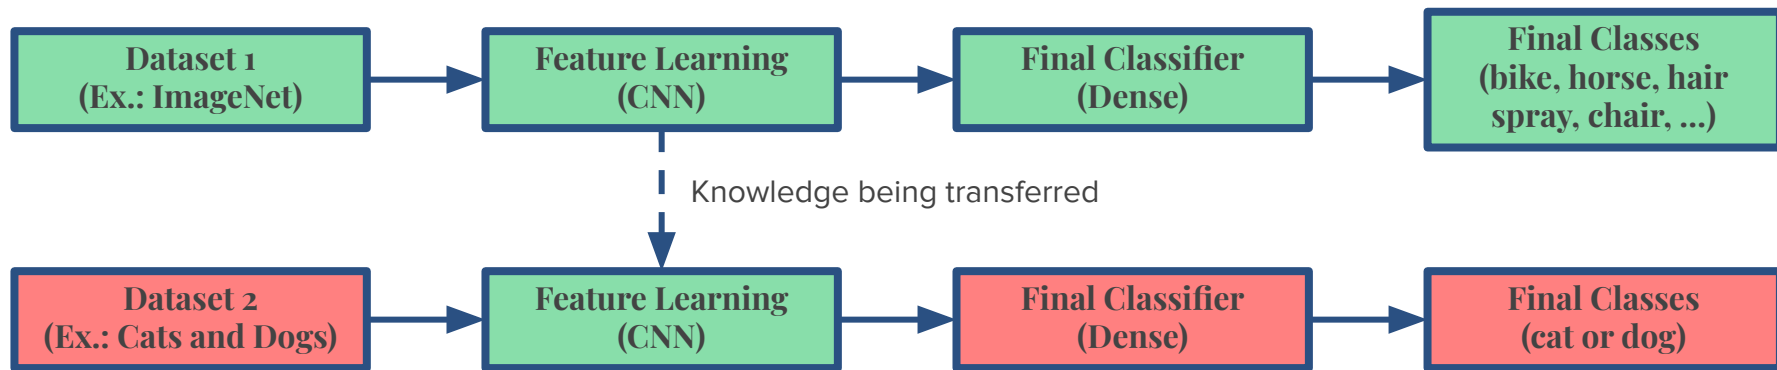 Dataset 1
(Ex.: ImageNet)
Feature Learning
(CNN)
Final Classifier
(Dense)
Final Classes
(bike, horse, hair
spray, chair, ...)
Knowledge being transferred
Dataset 2
(Ex.: Cats and Dogs)
Feature Learning
(CNN)
Final Classifier
(Dense)
Final Classes
(cat or dog)